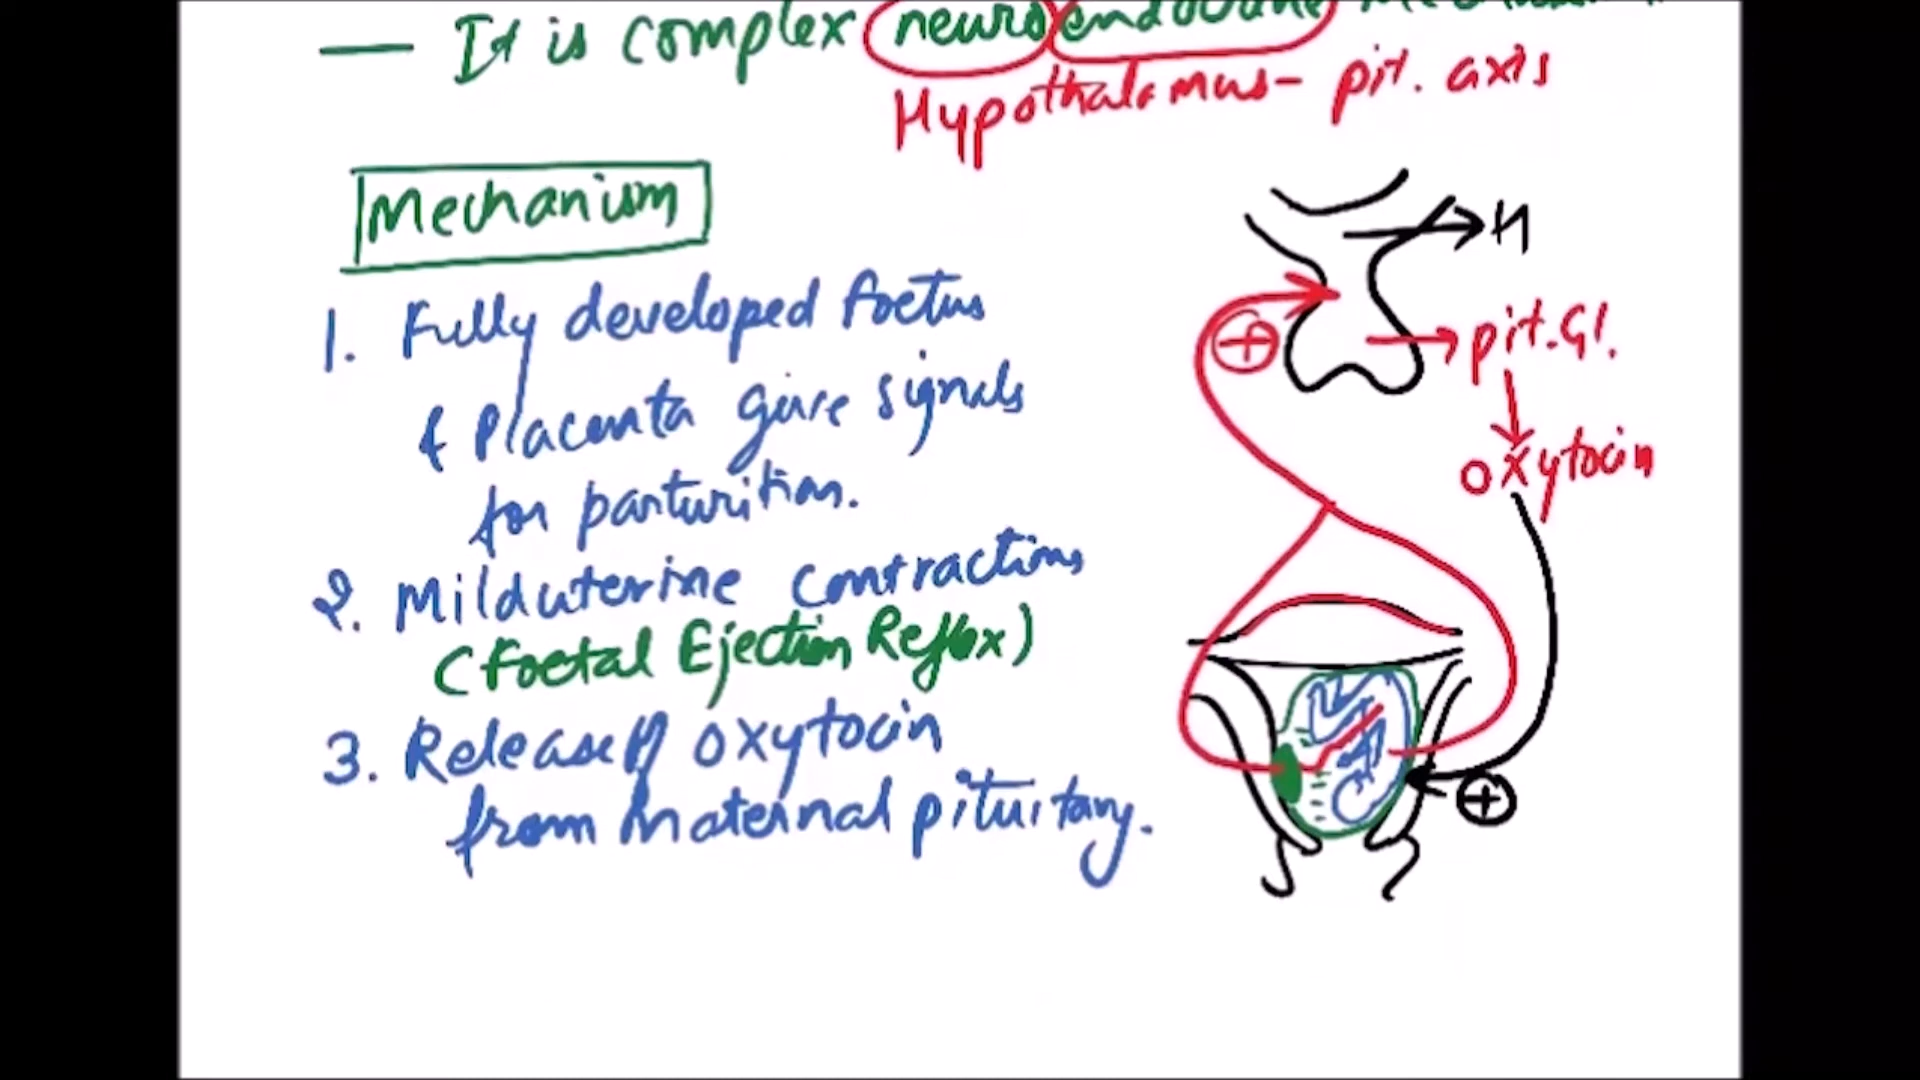 — It is complex neuro endocrine mechanism
Hypothalamus - pit. axis
Mechanism
1. Fully developed foetus
& Placenta give signals
for parturition.
2. Mild uterine contractions
(Foetal Ejection Reflex)
3. Release of oxytocin
from maternal pituitary.
H
+
pit. Gl.
oxytocin
+